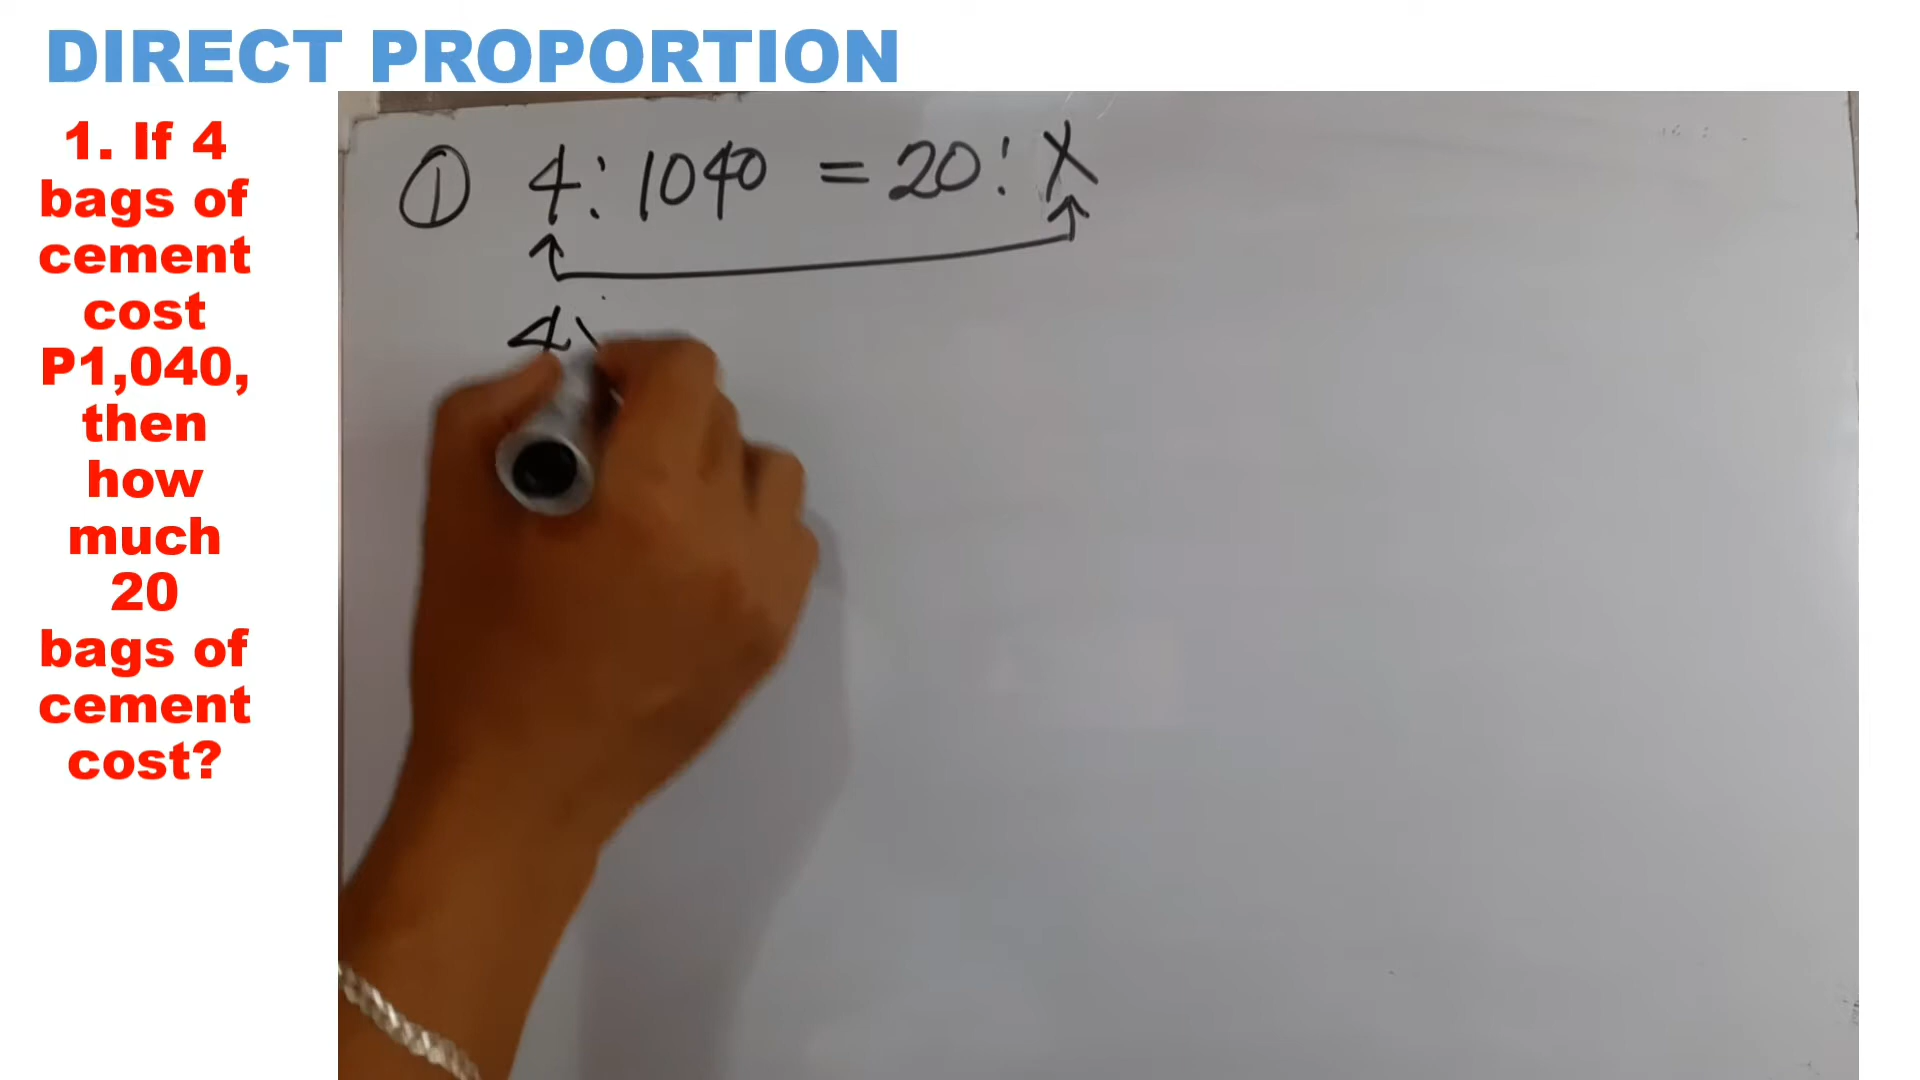 DIRECT PROPORTION
1. If 4
bags of
cement
cost
P1,040,
then
how
much
20
bags of
cement
cost?
① 4 : 1040 = 20 : X
4